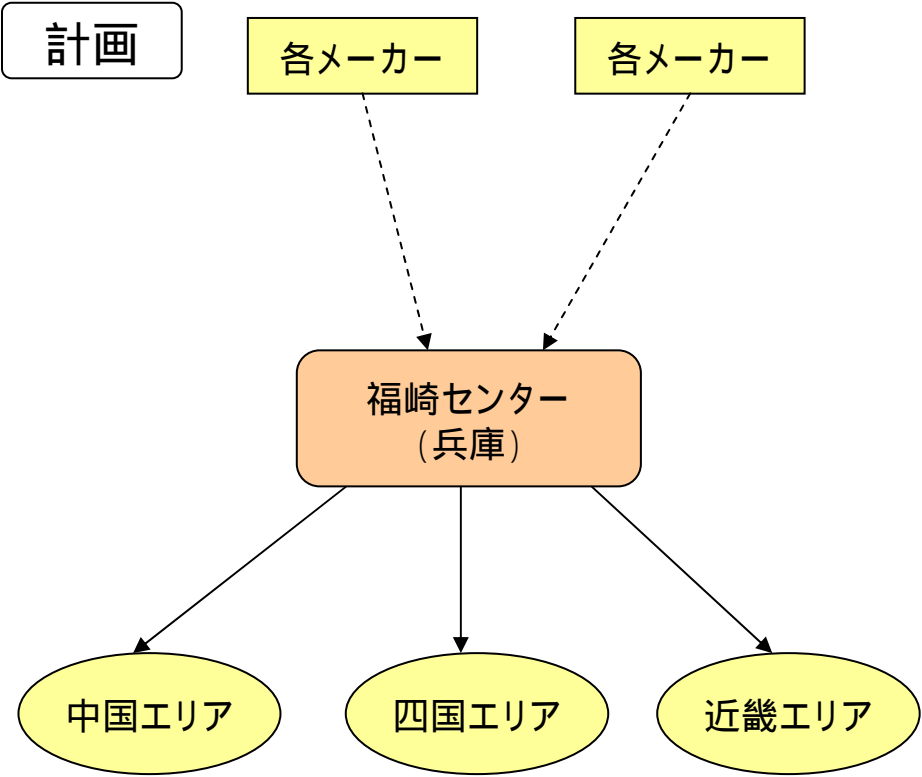 計画
各メーカー
各メーカー
福崎センター
(兵庫)
中国エリア
四国エリア
近畿エリア